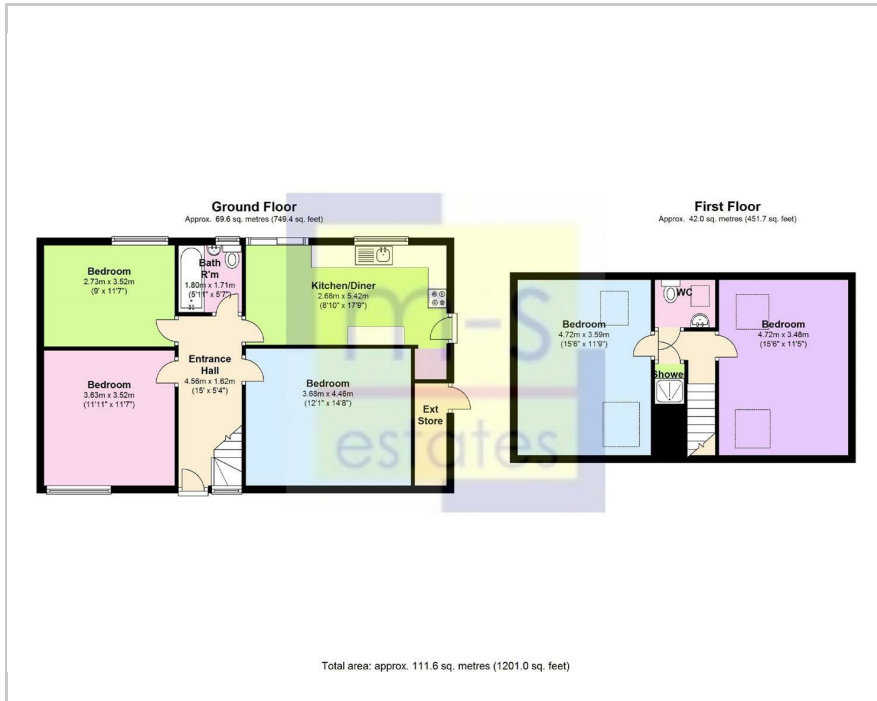 Ground Floor
Approx. 69.6 sq. metres (749.4 sq. feet)
First Floor
Approx. 42.0 sq. metres (451.7 sq. feet)
Bedroom
2.73m x 3.52m
(9' x 11'7")
Bath
R'm
1.80m x 1.71m
(5'11" x 5'7")
Kitchen/Diner
2.68m x 5.42m
(8'10" x 17'9")
Bedroom
3.63m x 3.52m
(11'11" x 11'7")
Entrance
Hall
4.56m x 1.62m
(15' x 5'4")
Bedroom
3.68m x 4.46m
(12'1" x 14'8")
Ext
Store
m-s
estates
Bedroom
4.72m x 3.59m
(15'6" x 11'9")
WC
Shower
Bedroom
4.72m x 3.48m
(15'6" x 11'5")
Total area: approx. 111.6 sq. metres (1201.0 sq. feet)